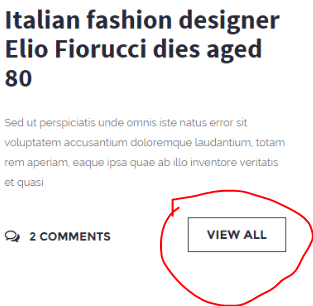 Italian fashion designer
Elio Fiorucci dies aged
80
Sed ut perspiciatis unde omnis iste natus error sit
voluptatem accusantium doloremque laudantium, totam
rem aperiam, eaque ipsa quae ab illo inventore veritatis
et quasi
2 COMMENTS
VIEW ALL